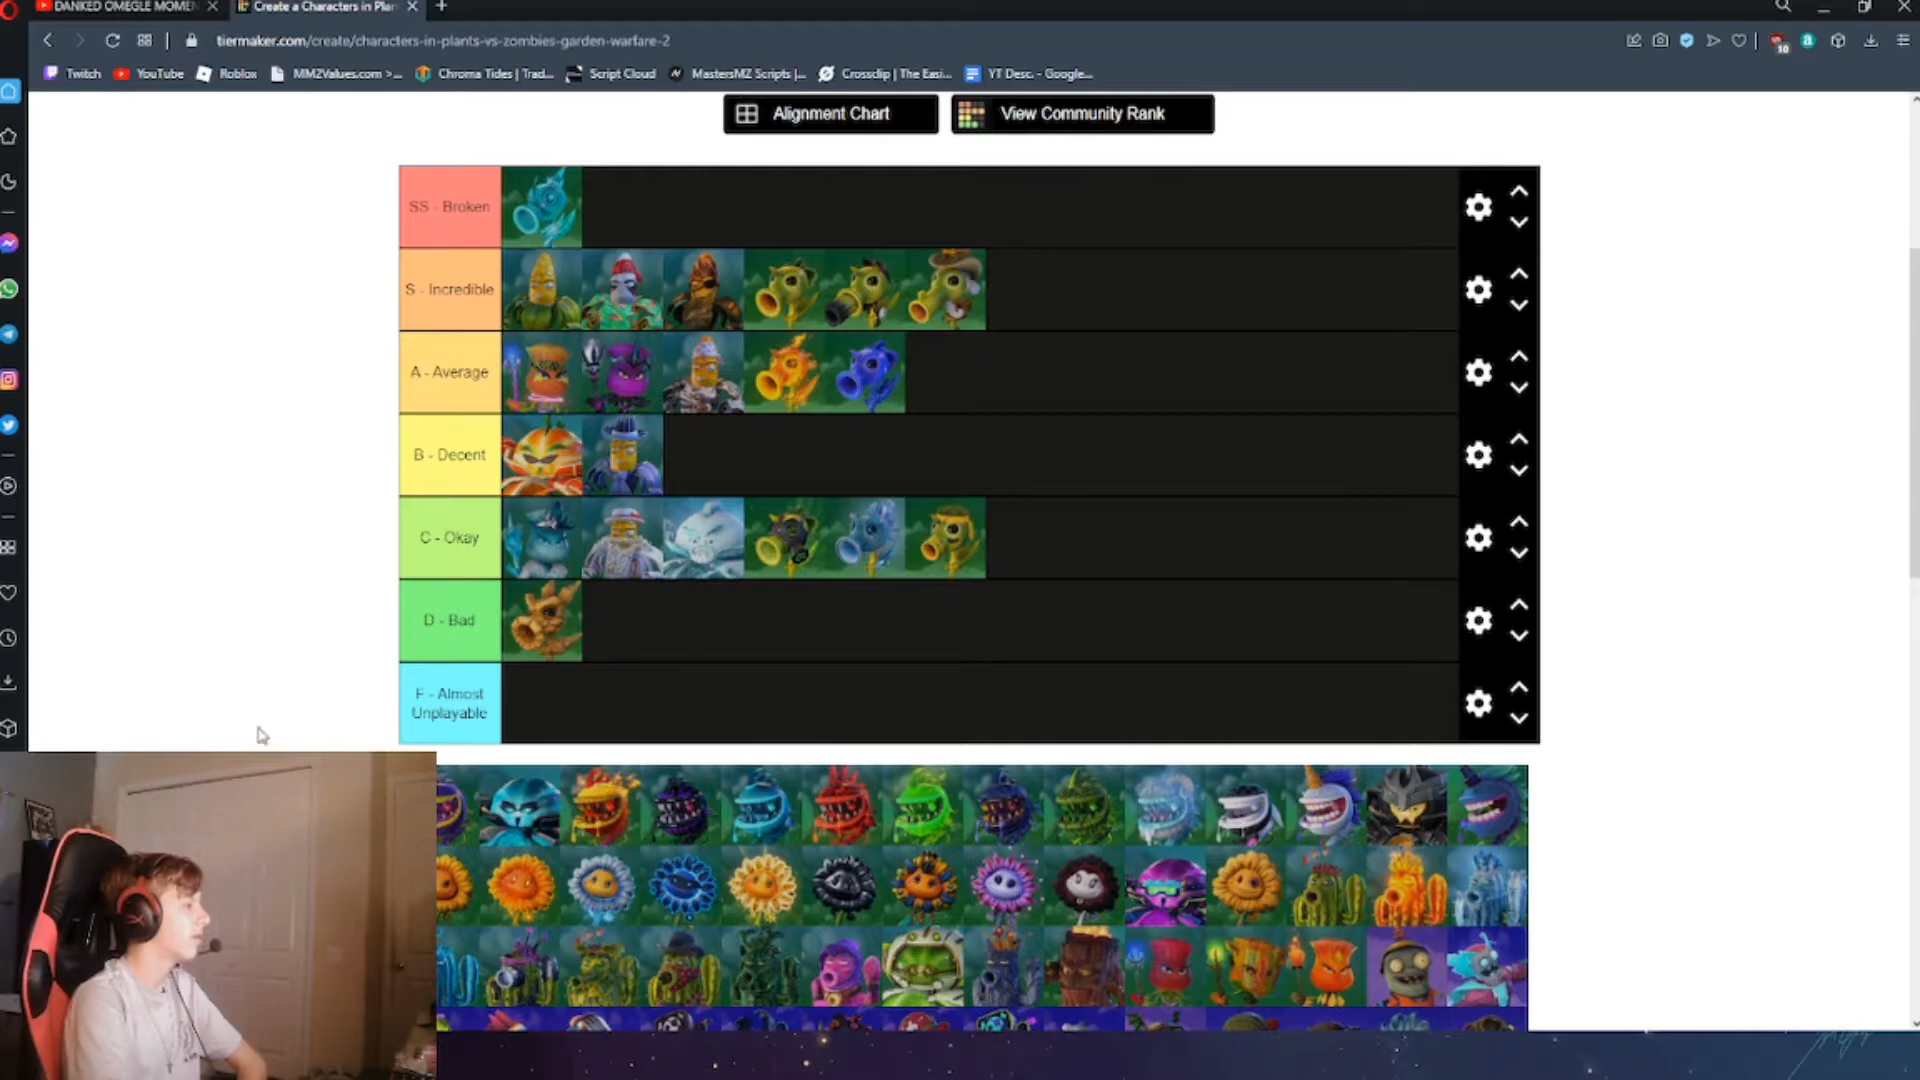 DANKED OMEGLE MOMEN
Create a Characters in Plan
tiermaker.com/create/characters-in-plants-vs-zombies-garden-warfare-2
10
Twitch
YouTube
Roblox
MM2Values.com >...
Chroma Tides | Trad...
Script Cloud
MastersMZ Scripts |...
Crossclip | The Easi...
YT Desc. - Google...
Alignment Chart
View Community Rank
SS - Broken
S - Incredible
A - Average
B - Decent
C - Okay
D - Bad
F - Almost
Unplayable